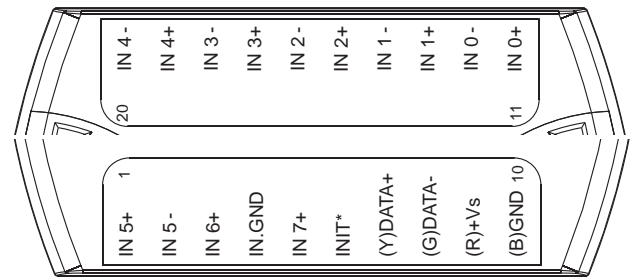 IN 4 -
IN 4+
IN 3 -
IN 3+
IN 2 -
IN 2+
IN 1 -
IN 1+
IN 0 -
IN 0+
20
11
1
10
IN 5+
IN 5 -
IN 6+
IN.GND
IN 7+
INIT*
(Y)DATA+
(G)DATA-
(R)+Vs
(B)GND